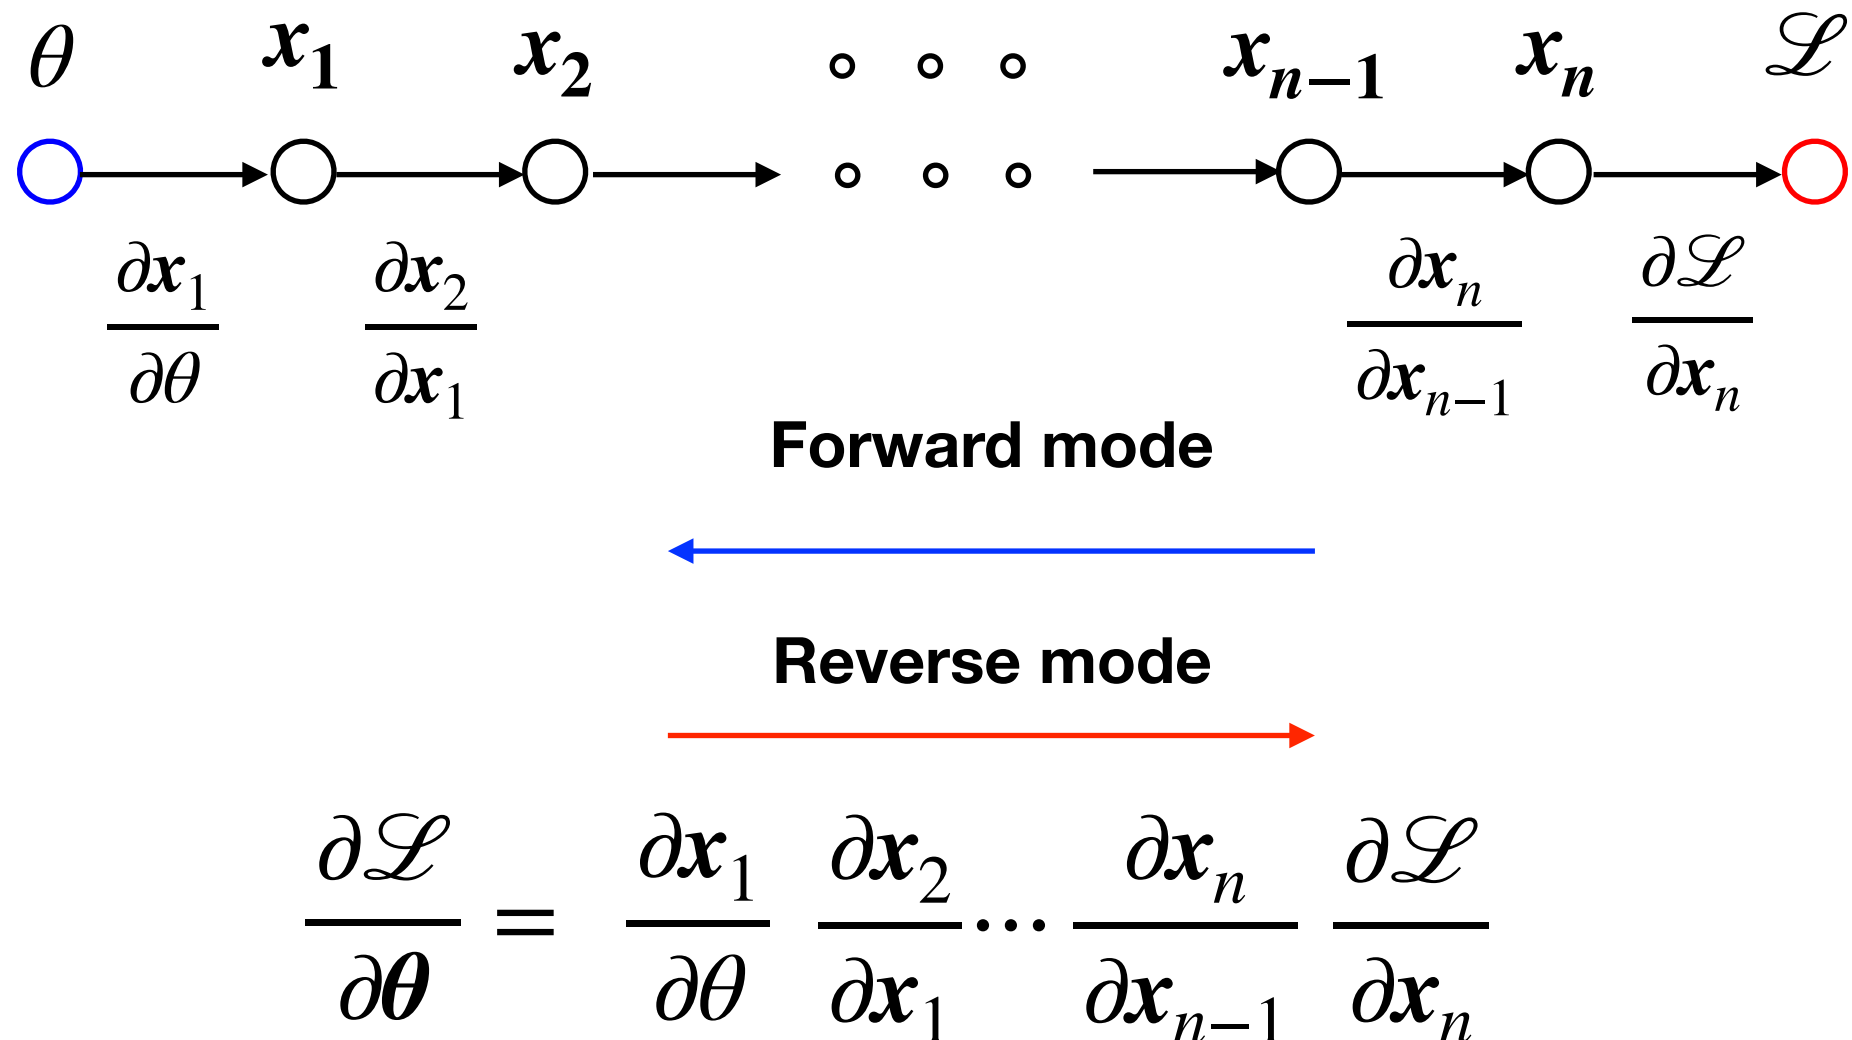 θ x₁ x₂ ∘ ∘ ∘ xₙ₋₁ xₙ ℒ
∂x₁/∂θ ∂x₂/∂x₁ ∂xₙ/∂xₙ₋₁ ∂ℒ/∂xₙ
Forward mode
Reverse mode
∂ℒ/∂θ = ∂x₁/∂θ ∂x₂/∂x₁ ··· ∂xₙ/∂xₙ₋₁ ∂ℒ/∂xₙ